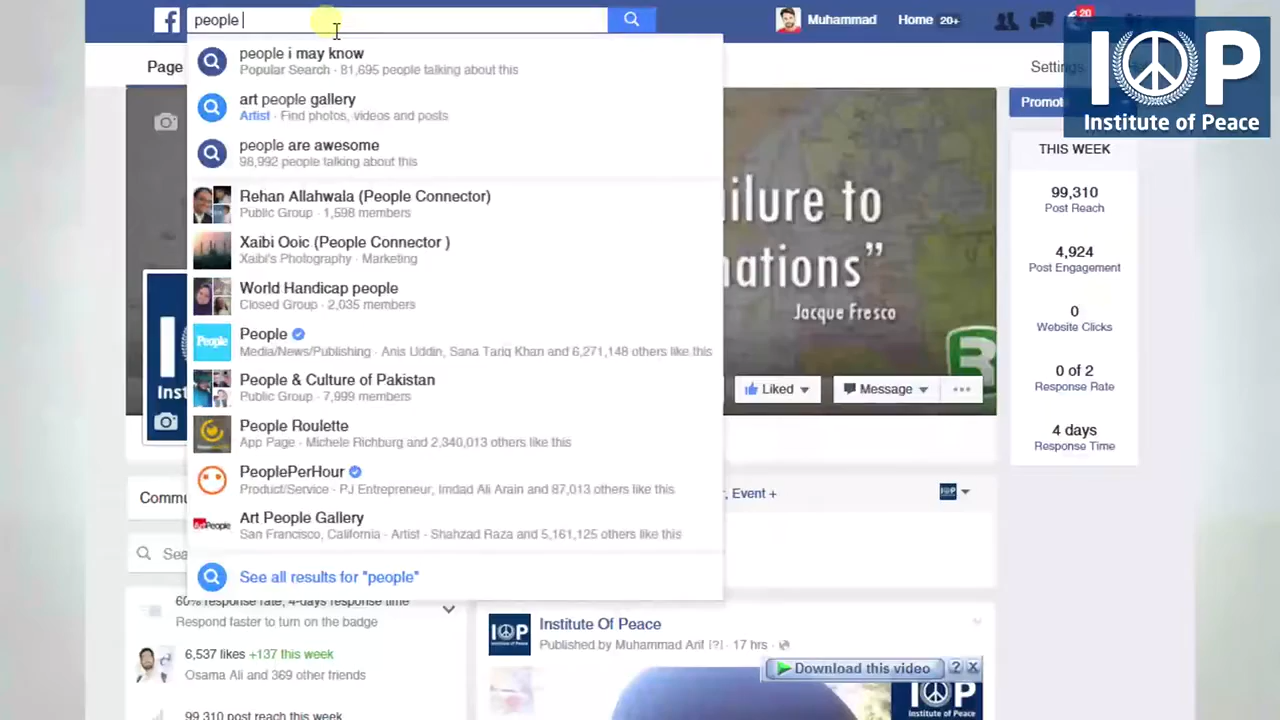 people
Muhammad
Home 20+
20
Page
Settings
people i may know
Popular Search · 81,695 people talking about this
art people gallery
Artist · Find photos, videos and posts
people are awesome
98,992 people talking about this
Rehan Allahwala (People Connector)
Public Group · 1,598 members
Xaibi Ooic (People Connector )
Xaibi's Photography · Marketing
World Handicap people
Closed Group · 2,035 members
People
People
Media/News/Publishing · Anis Uddin, Sana Tariq Khan and 6,271,148 others like this
People & Culture of Pakistan
Public Group · 7,999 members
People Roulette
App Page · Michele Richburg and 2,340,013 others like this
PeoplePerHour
Product/Service · PJ Entrepreneur, Imdad Ali Arain and 87,013 others like this
ArtPeople
Art People Gallery
San Francisco, California · Artist · Shahzad Raza and 5,161,125 others like this
See all results for "people"
ilure to
nations”
Jacque Fresco
Liked
Message
Promot
IOP
Institute of Peace
THIS WEEK
99,310
Post Reach
4,924
Post Engagement
0
Website Clicks
0 of 2
Response Rate
4 days
Response Time
Inst
Commu
, Event +
IOP
Sea
60% response rate, 4-days response time
Respond faster to turn on the badge
6,537 likes +137 this week
Osama Ali and 369 other friends
99,310 post reach this week
IOP
Institute Of Peace
Published by Muhammad Arif [?] · 17 hrs ·
Download this video
? X
IOP
Institute of Peace